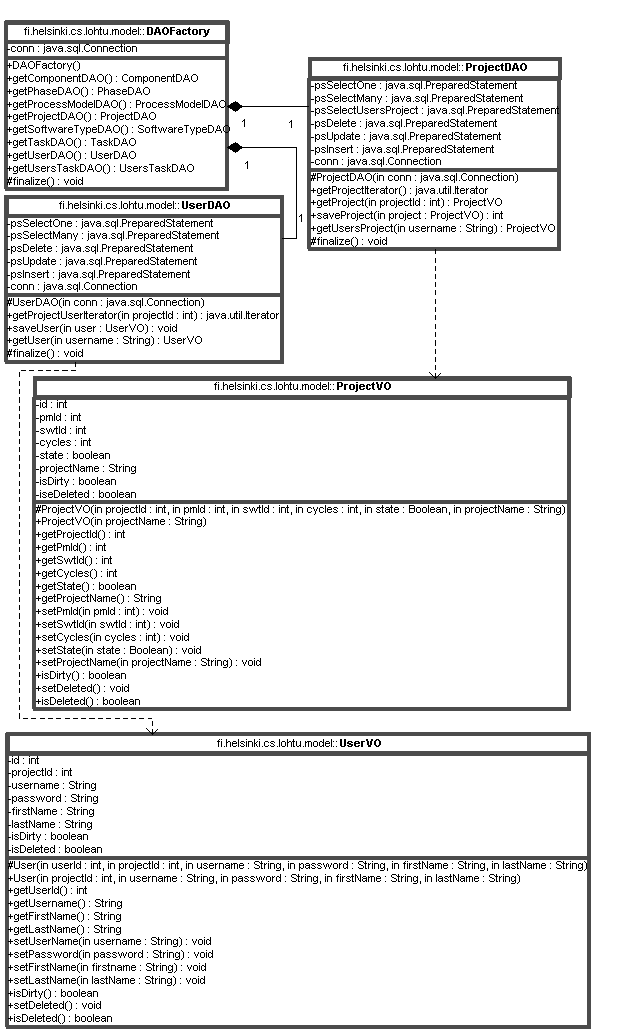 fi.helsinki.cs.lohtu.model::DAOFactory
-conn : java.sql.Connection
+DAOFactory()
+getComponentDAO() : ComponentDAO
+getPhaseDAO() : PhaseDAO
+getProcessModelDAO() : ProcessModelDAO
+getProjectDAO() : ProjectDAO
+getSoftwareTypeDAO() : SoftwareTypeDAO
+getTaskDAO() : TaskDAO
+getUserDAO() : UserDAO
+getUsersTaskDAO() : UsersTaskDAO
#finalize() : void
1
1
1
1
fi.helsinki.cs.lohtu.model::ProjectDAO
-psSelectOne : java.sql.PreparedStatement
-psSelectMany : java.sql.PreparedStatement
-psSelectUsersProject : java.sql.PreparedStatement
-psDelete : java.sql.PreparedStatement
-psUpdate : java.sql.PreparedStatement
-psInsert : java.sql.PreparedStatement
-conn : java.sql.Connection
#ProjectDAO(in conn : java.sql.Connection)
+getProjectIterator() : java.util.Iterator
+getProject(in projectId : int) : ProjectVO
+saveProject(in project : ProjectVO) : int
+getUsersProject(in username : String) : ProjectVO
#finalize() : void
fi.helsinki.cs.lohtu.model::UserDAO
-psSelectOne : java.sql.PreparedStatement
-psSelectMany : java.sql.PreparedStatement
-psDelete : java.sql.PreparedStatement
-psUpdate : java.sql.PreparedStatement
-psInsert : java.sql.PreparedStatement
-conn : java.sql.Connection
#UserDAO(in conn : java.sql.Connection)
+getProjectUserIterator(in projectId : int) : java.util.Iterator
+saveUser(in user : UserVO) : void
+getUser(in username : String) : UserVO
#finalize() : void
fi.helsinki.cs.lohtu.model::ProjectVO
-id : int
-pmId : int
-swtId : int
-cycles : int
-state : boolean
-projectName : String
-isDirty : boolean
-iseDeleted : boolean
#ProjectVO(in projectId : int, in pmId : int, in swtId : int, in cycles : int, in state : Boolean, in projectName : String)
+ProjectVO(in projectName : String)
+getProjectId() : int
+getPmId() : int
+getSwtId() : int
+getCycles() : int
+getState() : boolean
+getProjectName() : String
+setPmId(in pmId : int) : void
+setSwtId(in swtId : int) : void
+setCycles(in cycles : int) : void
+setState(in state : Boolean) : void
+setProjectName(in projectName : String) : void
+isDirty() : boolean
+setDeleted() : void
+isDeleted() : boolean
fi.helsinki.cs.lohtu.model::UserVO
-id : int
-projectId : int
-username : String
-password : String
-firstName : String
-lastName : String
-isDirty : boolean
-isDeleted : boolean
#User(in userId : int, in projectId : int, in username : String, in password : String, in firstName : String, in lastName : String)
+User(in projectId : int, in username : String, in password : String, in firstName : String, in lastName : String)
+getUserId() : int
+getUsername() : String
+getFirstName() : String
+getLastName() : String
+setUserName(in username : String) : void
+setPassword(in password : String) : void
+setFirstName(in firstname : String) : void
+setLastName(in lastName : String) : void
+isDirty() : boolean
+setDeleted() : void
+isDeleted() : boolean